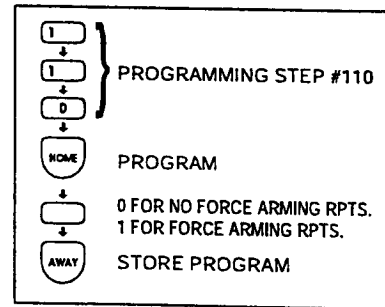 1
1
0
PROGRAMMING STEP #110
HOME
PROGRAM
0 FOR NO FORCE ARMING RPTS.
1 FOR FORCE ARMING RPTS.
AWAY
STORE PROGRAM